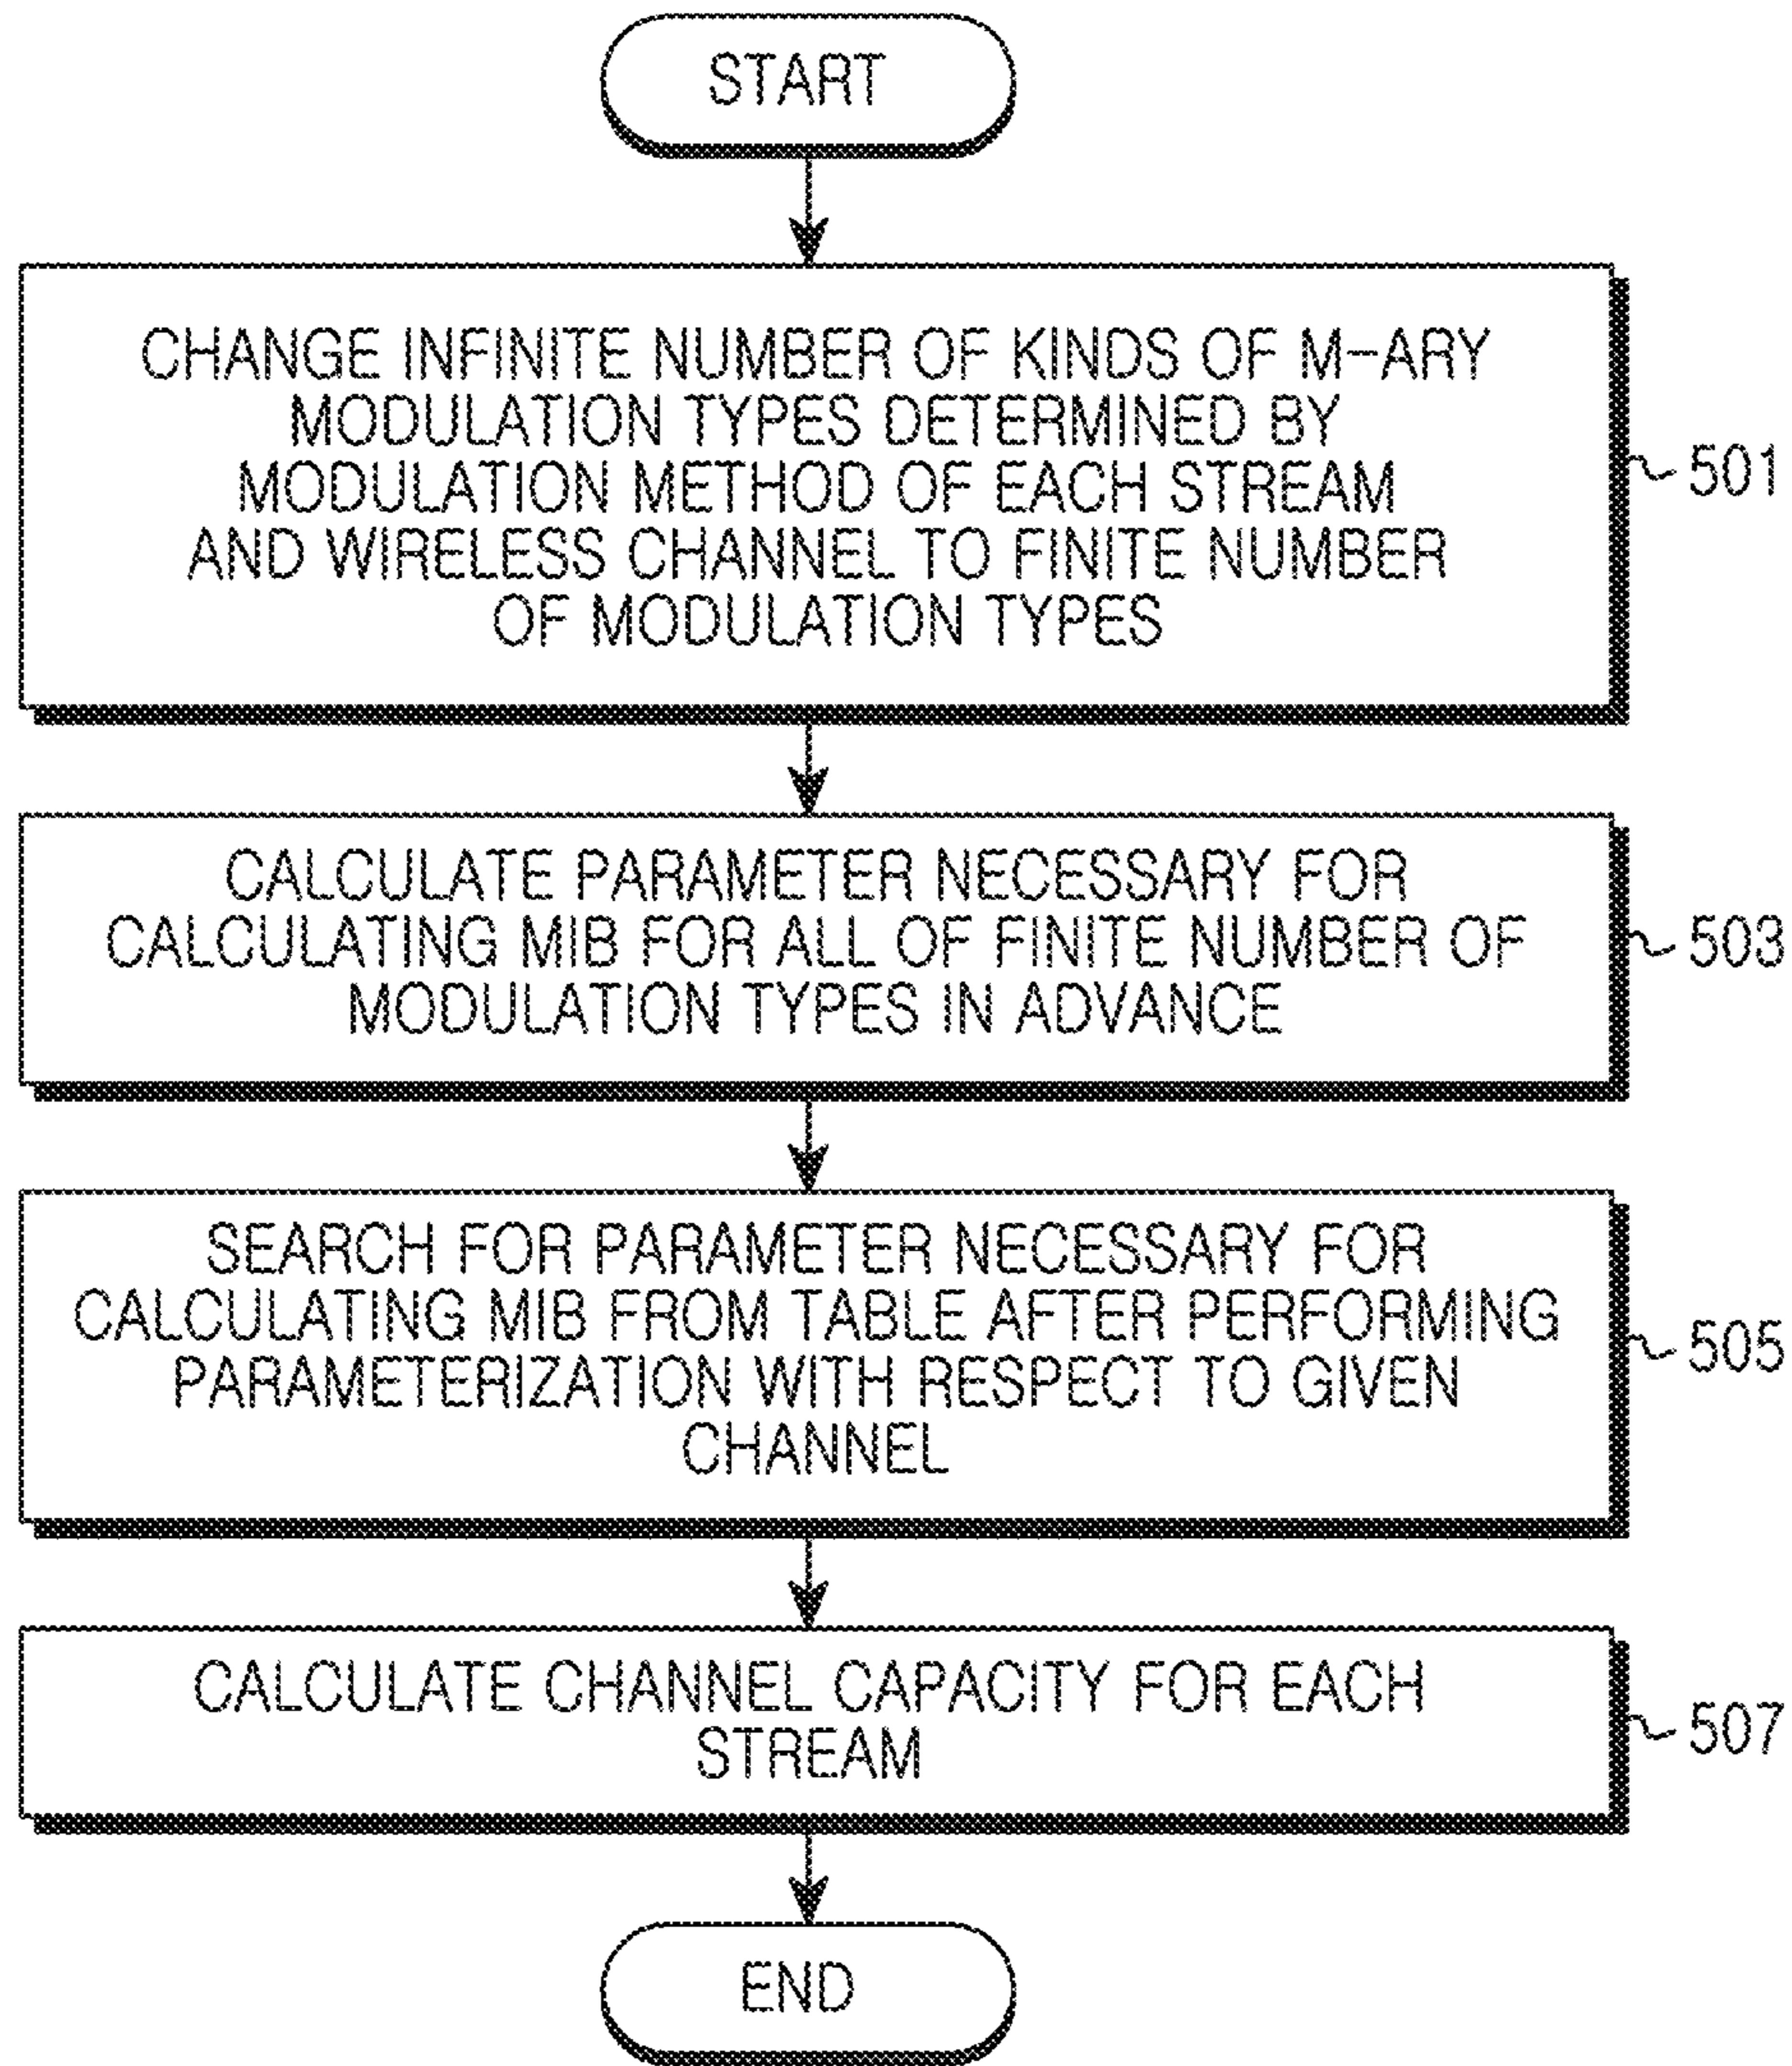 START
CHANGE INFINITE NUMBER OF KINDS OF M-ARY
MODULATION TYPES DETERMINED BY
MODULATION METHOD OF EACH STREAM
AND WIRELESS CHANNEL TO FINITE NUMBER
OF MODULATION TYPES
501
CALCULATE PARAMETER NECESSARY FOR
CALCULATING MIB FOR ALL OF FINITE NUMBER OF
MODULATION TYPES IN ADVANCE
503
SEARCH FOR PARAMETER NECESSARY FOR
CALCULATING MIB FROM TABLE AFTER PERFORMING
PARAMETERIZATION WITH RESPECT TO GIVEN
CHANNEL
505
CALCULATE CHANNEL CAPACITY FOR EACH
STREAM
507
END